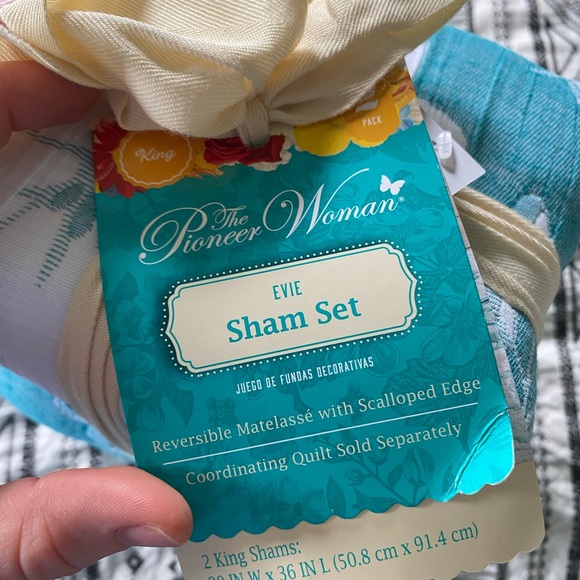 King
PACK
The
Pioneer Woman®
EVIE
Sham Set
JUEGO DE FUNDAS DECORATIVAS
Reversible Matelassé with Scalloped Edge
Coordinating Quilt Sold Separately
2 King Shams:
IN W x 36 IN L (50.8 cm x 91.4 cm)